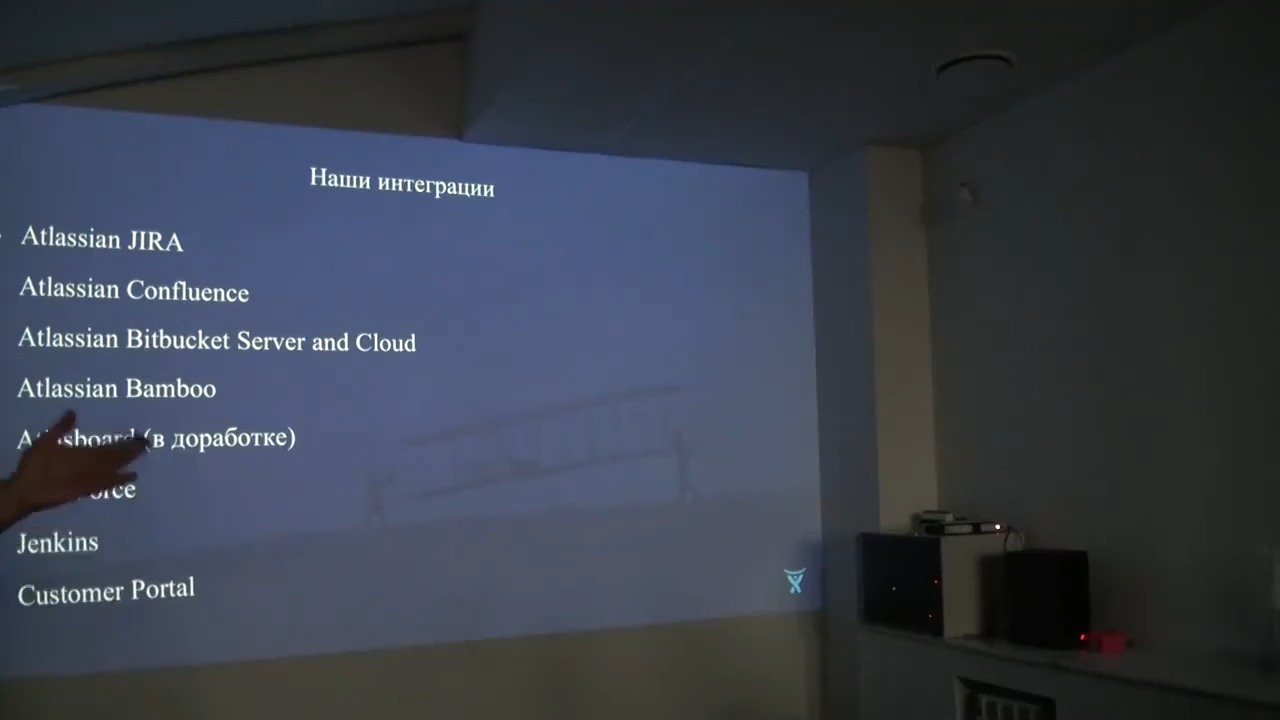 Наши интеграции
Atlassian JIRA
Atlassian Confluence
Atlassian Bitbucket Server and Cloud
Atlassian Bamboo
(в доработке)
Jenkins
Customer Portal